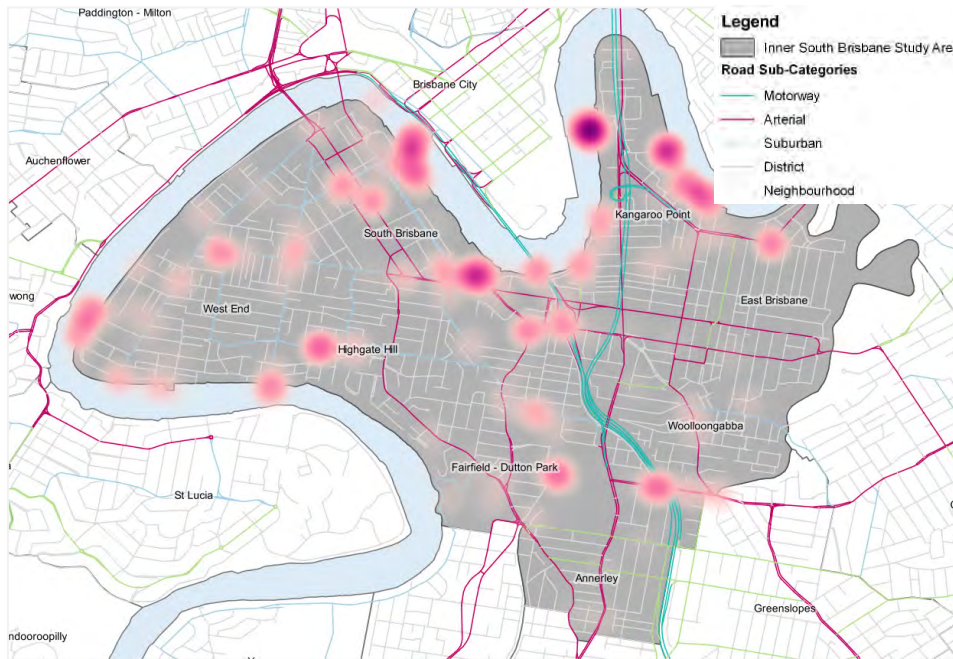 Paddington - Milton
Legend
Inner South Brisbane Study Area
Road Sub-Categories
Motorway
Arterial
Suburban
District
Neighbourhood
Brisbane City
Auchenflower
Kangaroo Point
South Brisbane
wong
West End
East Brisbane
Highgate Hill
Woolloongabba
Fairfield - Dutton Park
St Lucia
Annerley
Greenslopes
ndooroopilly